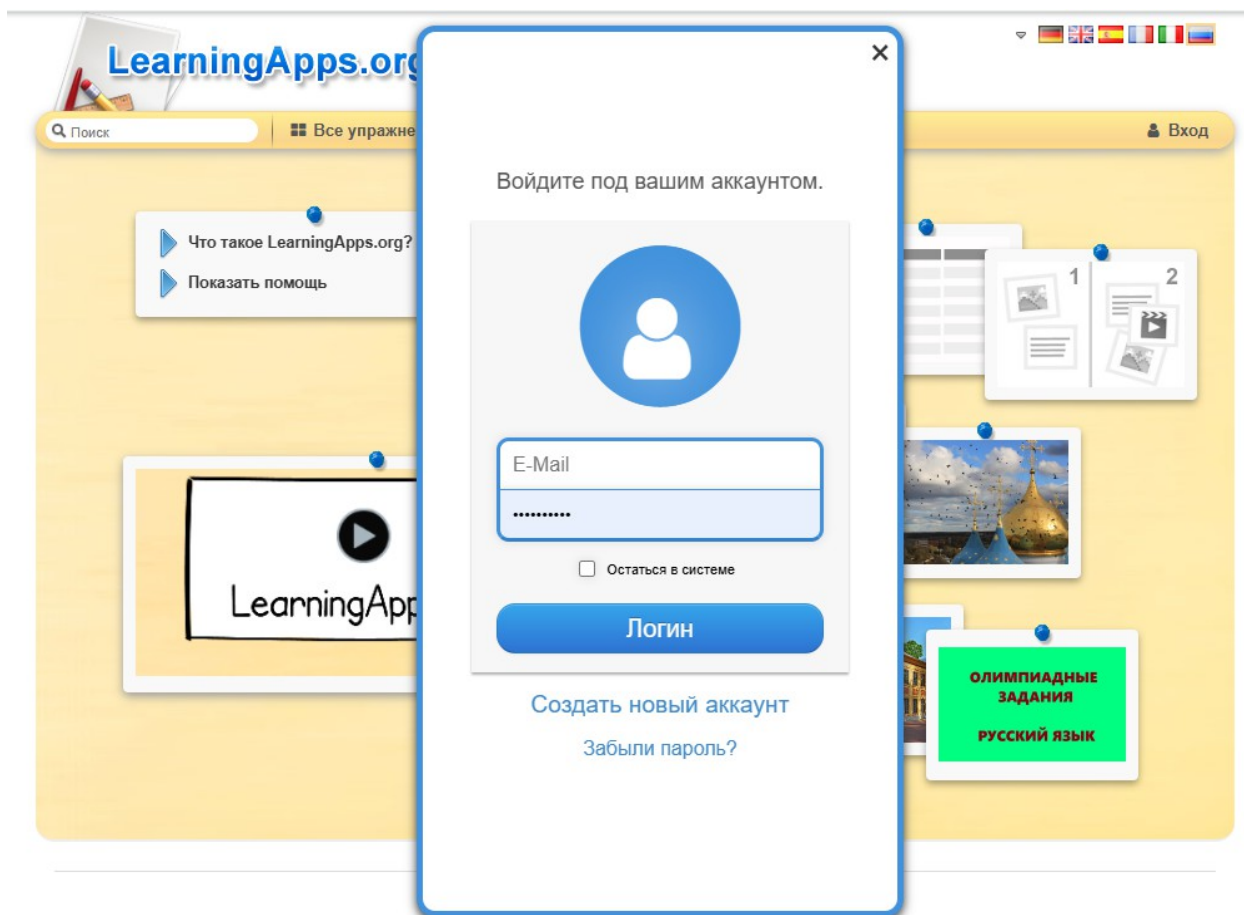 LearningApps.org
Поиск
Все упражне
Вход
Что такое LearningApps.org?
Показать помощь
LearningApp
Войдите под вашим аккаунтом.
E-Mail
••••••••••
Остаться в системе
Логин
Создать новый аккаунт
Забыли пароль?
1
2
ОЛИМПИАДНЫЕ
ЗАДАНИЯ
РУССКИЙ ЯЗЫК